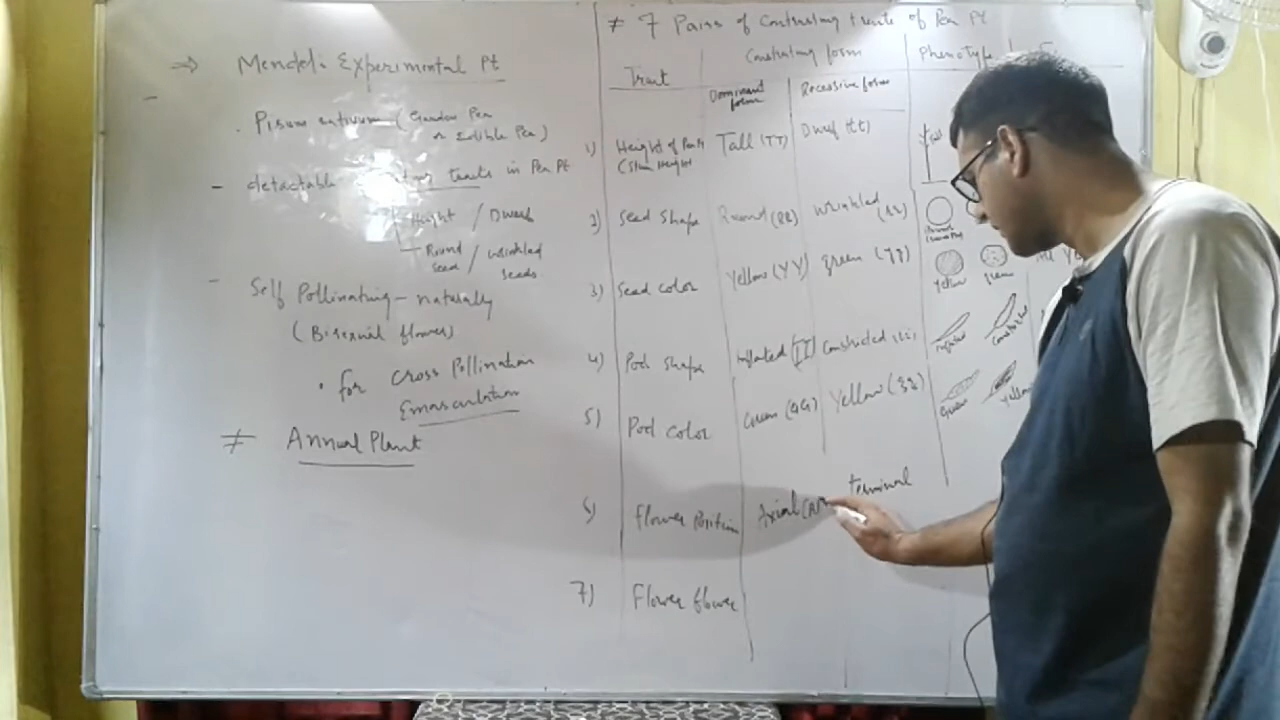 ⇒ Mendel's Experimental Pt
. Pisum sativum (Garden Pea
or Edible Pea)
- detactable traits in Pea Pt
Height / Dwarf
Round seed / wrinkled seeds
- Self Pollinating - naturally
(Bisexual flower)
. for Cross Pollination
Emasculation
≠ Annual Plant
≠ 7 Pairs of Contrasting traits of Pea Pt
Trait Contrasting form Phenotype
Dominant form Recessive form
1) Height of Plant (Stem Height Tall (TT) Dwarf (tt) Tall
2) Seed Shape Round (RR) wrinkled (rr)
3) Seed color Yellow (YY) green (yy) Yellow green
4) Pod Shape inflated (II) Constricted (ii) Inflated Constricted
5) Pod color Green (GG) Yellow (gg) Green Yellow
6) Flower Position Axial (A terminal
7) Flower flower